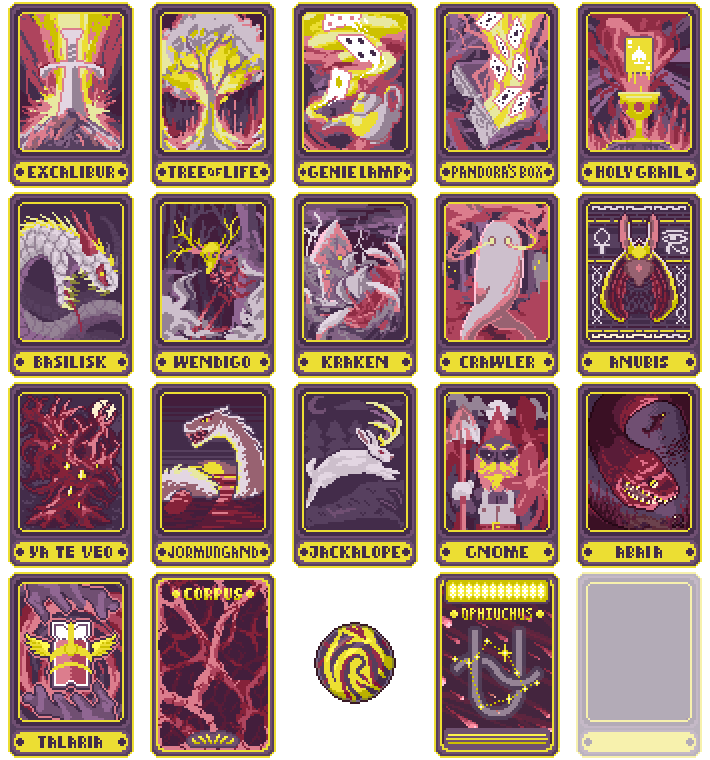 EXCALIBUR
TREE OF LIFE
GENIE LAMP
PANDORA'S BOX
HOLY GRAIL
BASILISK
WENDIGO
KRAKEN
CRAWLER
ANUBIS
YA TE VEO
JORMUNGAND
JACKALOPE
GNOME
ABAIA
TALARIA
CORPUS
OPHIUCHUS